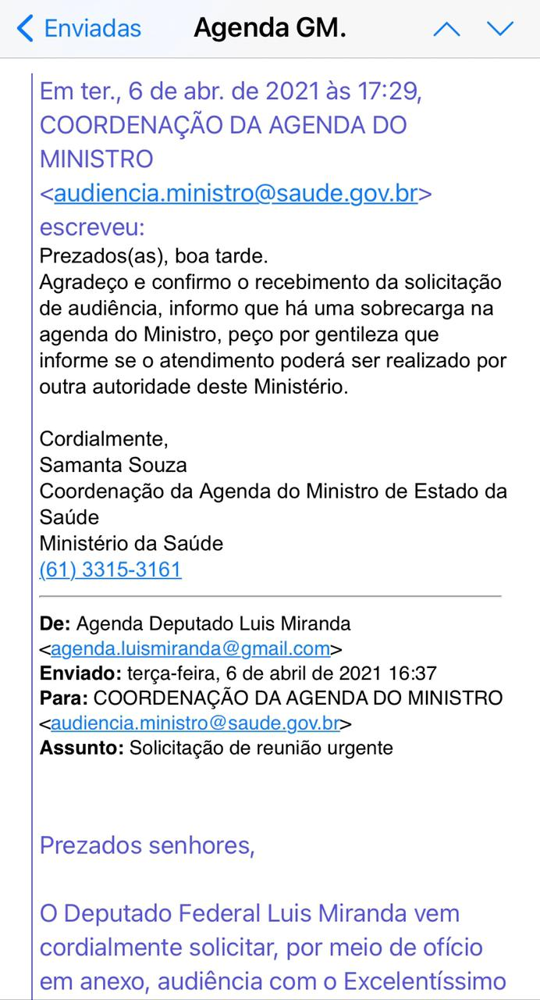 Enviadas
Agenda GM.
Em ter., 6 de abr. de 2021 às 17:29,
COORDENAÇÃO DA AGENDA DO
MINISTRO
<audiencia.ministro@saude.gov.br>
escreveu:
Prezados(as), boa tarde.
Agradeço e confirmo o recebimento da solicitação
de audiência, informo que há uma sobrecarga na
agenda do Ministro, peço por gentileza que
informe se o atendimento poderá ser realizado por
outra autoridade deste Ministério.
Cordialmente,
Samanta Souza
Coordenação da Agenda do Ministro de Estado da
Saúde
Ministério da Saúde
(61) 3315-3161
De: Agenda Deputado Luis Miranda
<agenda.luismiranda@gmail.com>
Enviado: terça-feira, 6 de abril de 2021 16:37
Para: COORDENAÇÃO DA AGENDA DO MINISTRO
<audiencia.ministro@saude.gov.br>
Assunto: Solicitação de reunião urgente
Prezados senhores,
O Deputado Federal Luis Miranda vem
cordialmente solicitar, por meio de ofício
em anexo, audiência com o Excelentíssimo